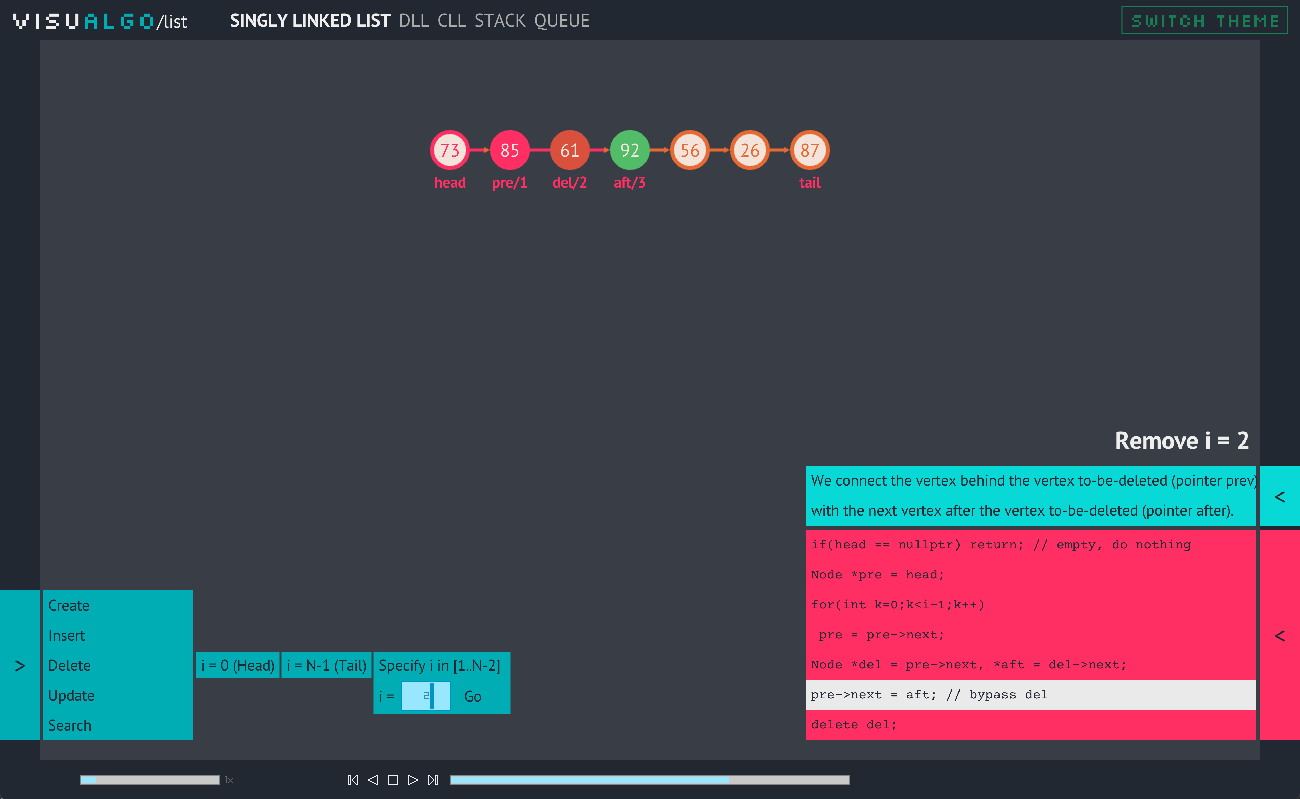 VISUALGO/list SINGLY LINKED LIST DLL CLL STACK QUEUE SWITCH THEME
73 85 61 92 56 26 87
head pre/1 del/2 aft/3 tail
Remove i = 2
We connect the vertex behind the vertex to-be-deleted (pointer prev)
with the next vertex after the vertex to-be-deleted (pointer after).
<
if(head == nullptr) return; // empty, do nothing
Node *pre = head;
for(int k=0;k<i-1;k++)
pre = pre->next;
Node *del = pre->next, *aft = del->next;
pre->next = aft; // bypass del
delete del;
<
>
Create
Insert
Delete
Update
Search
i = 0 (Head) i = N-1 (Tail) Specify i in [1..N-2]
i = 2 Go
1x